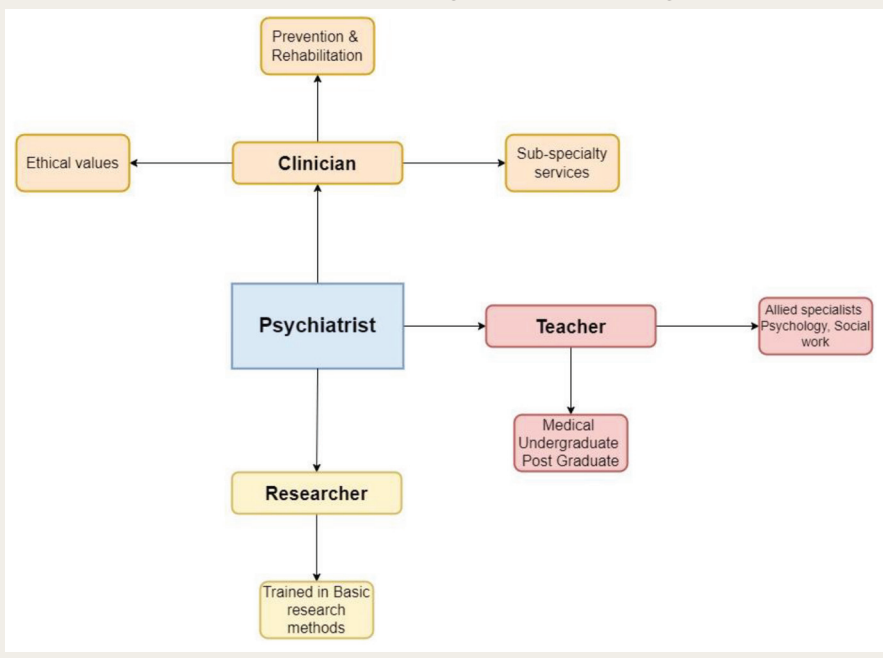 Prevention &
Rehabilitation
Ethical values
Clinician
Sub-specialty
services
Psychiatrist
Teacher
Allied specialists
Psychology, Social
work
Medical
Undergraduate
Post Graduate
Researcher
Trained in Basic
research
methods